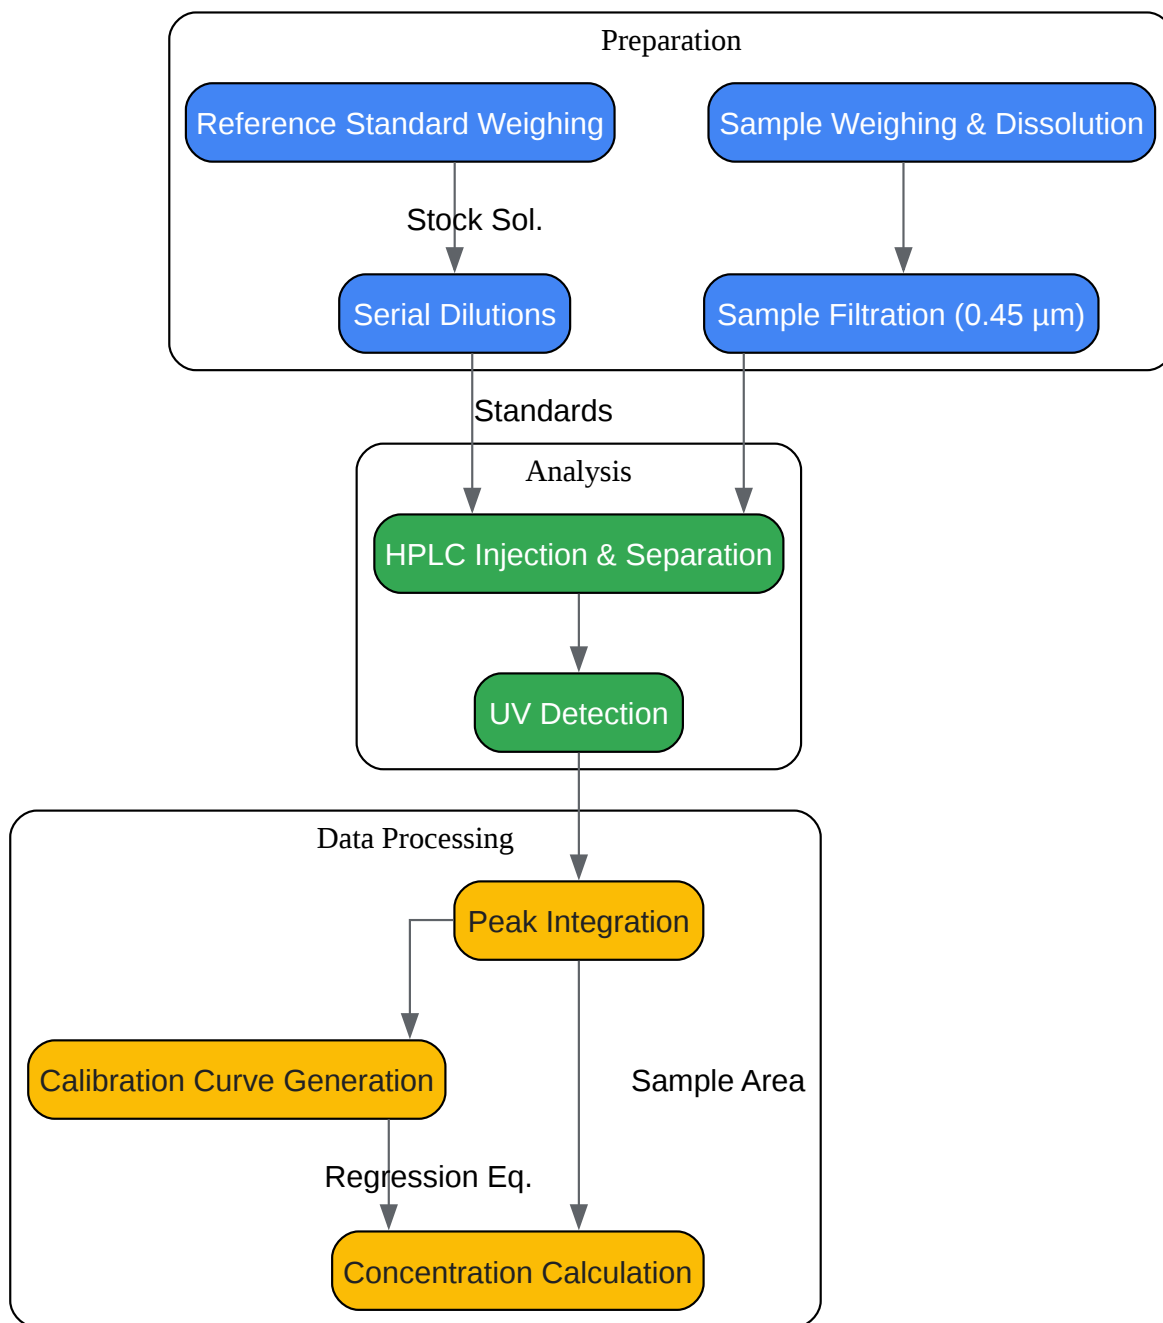 Preparation
Reference Standard Weighing
Sample Weighing & Dissolution
Stock Sol.
Serial Dilutions
Sample Filtration (0.45 µm)
Standards
Analysis
HPLC Injection & Separation
UV Detection
Data Processing
Peak Integration
Calibration Curve Generation
Sample Area
Regression Eq.
Concentration Calculation